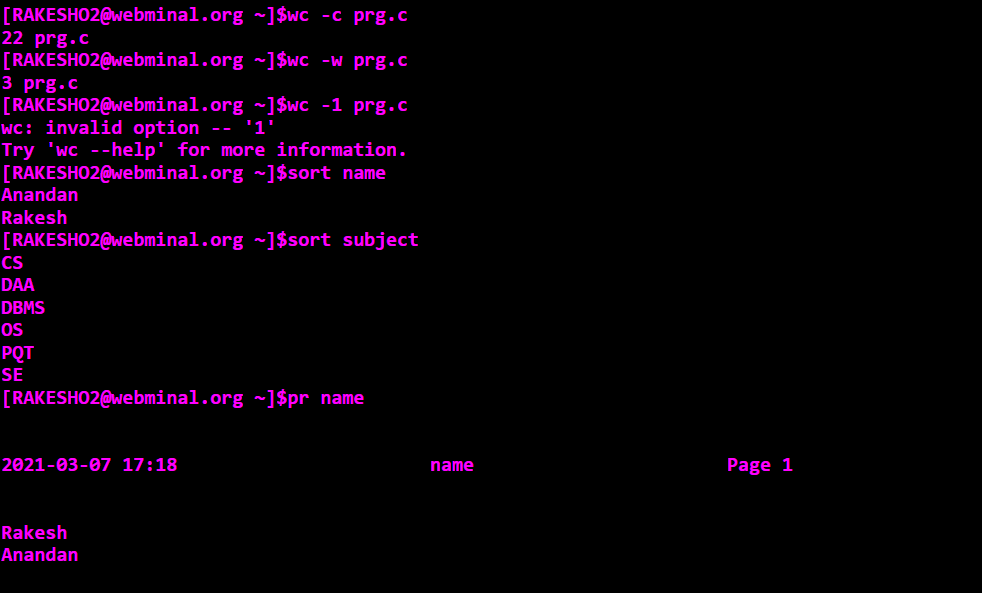 [RAKESHO2@webminal.org ~]$wc -c prg.c
22 prg.c
[RAKESHO2@webminal.org ~]$wc -w prg.c
3 prg.c
[RAKESHO2@webminal.org ~]$wc -1 prg.c
wc: invalid option -- '1'
Try 'wc --help' for more information.
[RAKESHO2@webminal.org ~]$sort name
Anandan
Rakesh
[RAKESHO2@webminal.org ~]$sort subject
CS
DAA
DBMS
OS
PQT
SE
[RAKESHO2@webminal.org ~]$pr name
2021-03-07 17:18 name Page 1
Rakesh
Anandan